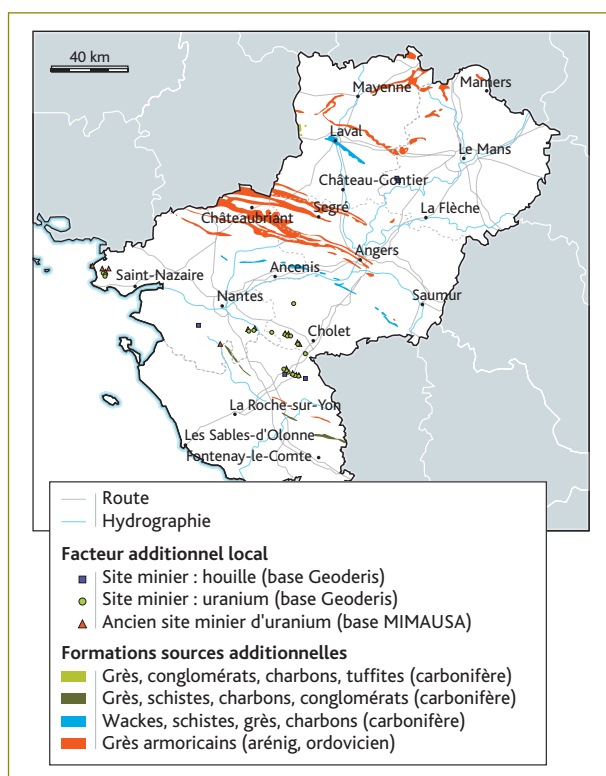 40 km
Mayenne
Mamers
Laval
Le Mans
Château-Gontier
Segré
Châteaubriant
La Flèche
Angers
Ancenis
Saint-Nazaire
Nantes
Saumur
Cholet
La Roche-sur-Yon
Les Sables-d'Olonne
Fontenay-le-Comte
Route
Hydrographie
Facteur additionnel local
Site minier : houille (base Geoderis)
Site minier : uranium (base Geoderis)
Ancien site minier d'uranium (base MIMAUSA)
Formations sources additionnelles
Grès, conglomérats, charbons, tuffites (carbonifère)
Grès, schistes, charbons, conglomérats (carbonifère)
Wackes, schistes, grès, charbons (carbonifère)
Grès armoricains (arénig, ordovicien)